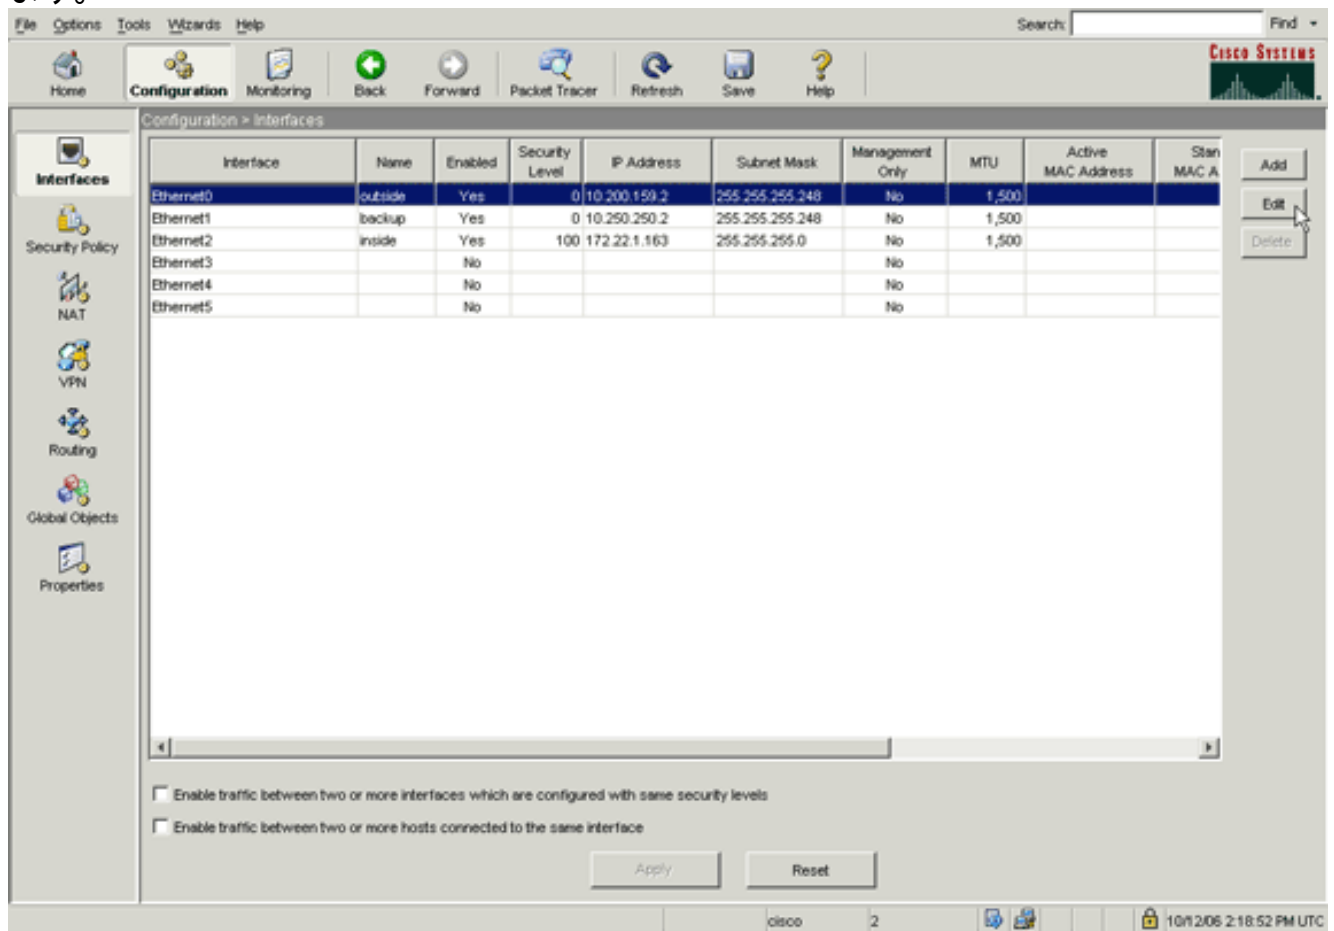 ます。
File Options Tools Wizards Help Search: Find
CISCO SYSTEMS
Home Configuration Monitoring Back Forward Packet Tracer Refresh Save Help
Configuration > Interfaces
Interfaces
Security Policy
NAT
VPN
Routing
Global Objects
Properties
Interface Name Enabled Security Level IP Address Subnet Mask Management Only MTU Active MAC Address Stan MAC A
Ethernet0 outside Yes 0 10.200.159.2 255.255.255.248 No 1,500
Ethernet1 backup Yes 0 10.250.250.2 255.255.255.248 No 1,500
Ethernet2 inside Yes 100 172.22.1.163 255.255.255.0 No 1,500
Ethernet3 No No
Ethernet4 No No
Ethernet5 No No
Add
Edit
Delete
Enable traffic between two or more interfaces which are configured with same security levels
Enable traffic between two or more hosts connected to the same interface
Apply Reset
cisco 2 10/12/06 2:18:52 PM UTC